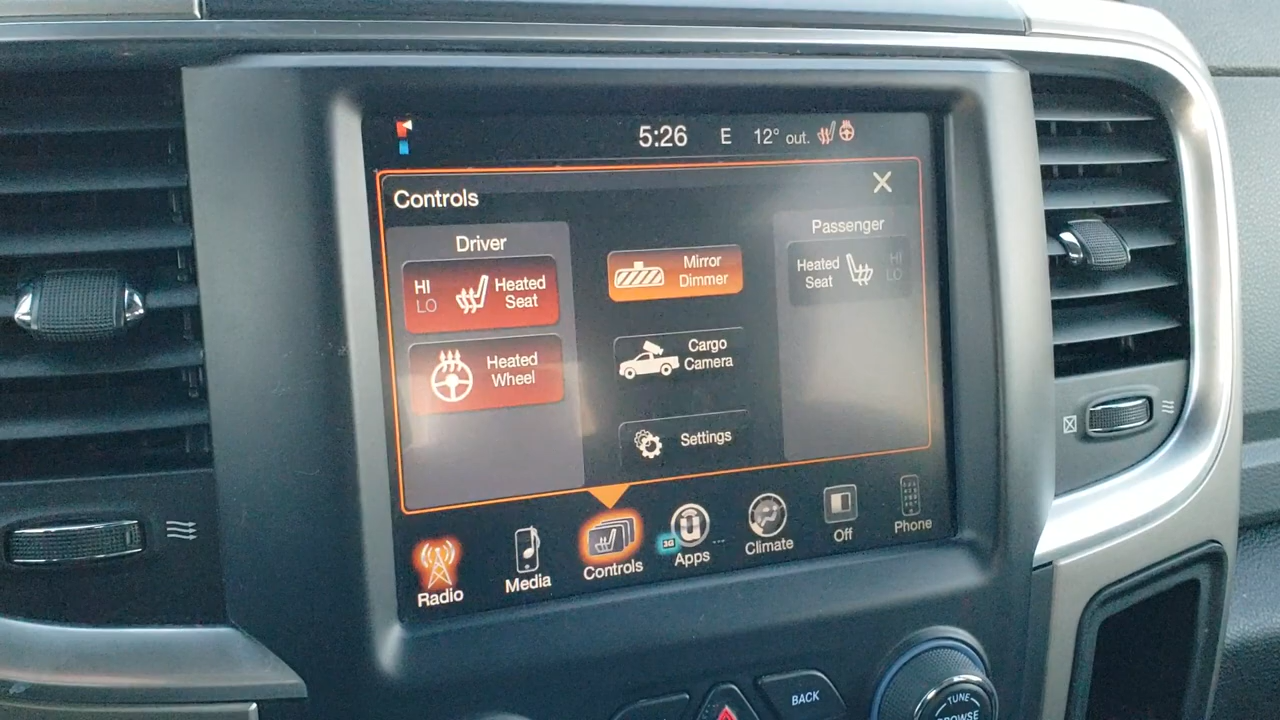 5:26 E 12° out.
Controls
Driver
HI
LO
Heated
Seat
Heated
Wheel
Mirror
Dimmer
Cargo
Camera
Settings
Passenger
Heated
Seat
HI
LO
Radio
Media
Controls
3G
Apps
Climate
Off
Phone
BACK
TUNE
BROWSE